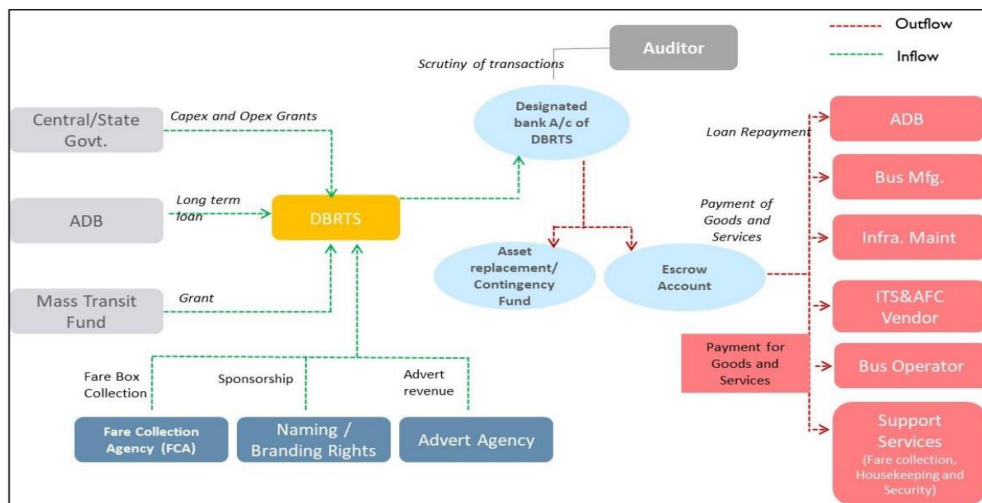 Auditor
Outflow
Inflow
Scrutiny of transactions
Central/State
Govt.
Capex and Opex Grants
Designated
bank A/c of
DBRTS
Loan Repayment
ADB
Bus Mfg.
ADB
Long term
loan
DBRTS
Payment of
Goods and
Services
Infra. Maint
Asset
replacement/
Contingency
Fund
Escrow
Account
Mass Transit
Fund
Grant
ITS&AFC
Vendor
Payment for
Goods and
Services
Bus Operator
Fare Box
Collection
Sponsorship
Advert
revenue
Fare Collection
Agency (FCA)
Naming /
Branding Rights
Advert Agency
Support
Services
(Fare collection,
Housekeeping and
Security)